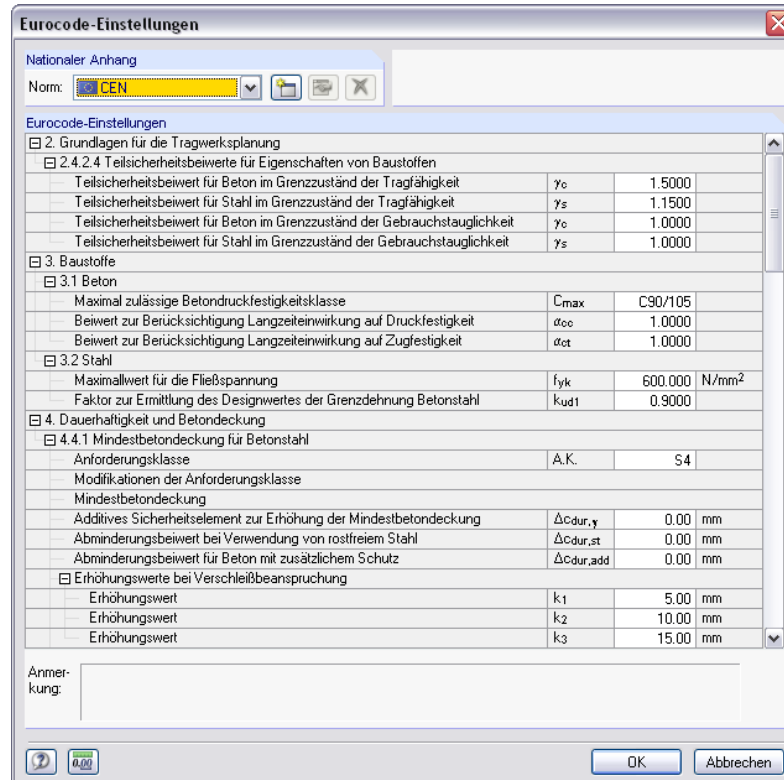 Eurocode-Einstellungen
Nationaler Anhang
Norm: CEN
Eurocode-Einstellungen
2. Grundlagen für die Tragwerksplanung
2.4.2.4 Teilsicherheitsbeiwerte für Eigenschaften von Baustoffen
Teilsicherheitsbeiwert für Beton im Grenzzuständ der Tragfähigkeit γc 1.5000
Teilsicherheitsbeiwert für Stahl im Grenzzuständ der Tragfähigkeit γs 1.1500
Teilsicherheitsbeiwert für Beton im Grenzzuständ der Gebrauchstauglichkeit γc 1.0000
Teilsicherheitsbeiwert für Stahl im Grenzzuständ der Gebrauchstauglichkeit γs 1.0000
3. Baustoffe
3.1 Beton
Maximal zulässige Betondruckfestigkeitsklasse Cmax C90/105
Beiwert zur Berücksichtigung Langzeiteinwirkung auf Druckfestigkeit αcc 1.0000
Beiwert zur Berücksichtigung Langzeiteinwirkung auf Zugfestigkeit αct 1.0000
3.2 Stahl
Maximallwert für die Fließspannung fyk 600.000 N/mm²
Faktor zur Ermittlung des Designwertes der Grenzdehnung Betonstahl kud1 0.9000
4. Dauerhaftigkeit und Betondeckung
4.4.1 Mindestbetondeckung für Betonstahl
Anforderungsklasse A.K. S4
Modifikationen der Anforderungsklasse
Mindestbetondeckung
Additives Sicherheitselement zur Erhöhung der Mindestbetondeckung Δcdur,γ 0.00 mm
Abminderungsbeiwert bei Verwendung von rostfreiem Stahl Δcdur,st 0.00 mm
Abminderungsbeiwert für Beton mit zusätzlichem Schutz Δcdur,add 0.00 mm
Erhöhungswerte bei Verschleißbeanspruchung
Erhöhungswert k1 5.00 mm
Erhöhungswert k2 10.00 mm
Erhöhungswert k3 15.00 mm
Anmer-
kung:
0.00
OK Abbrechen